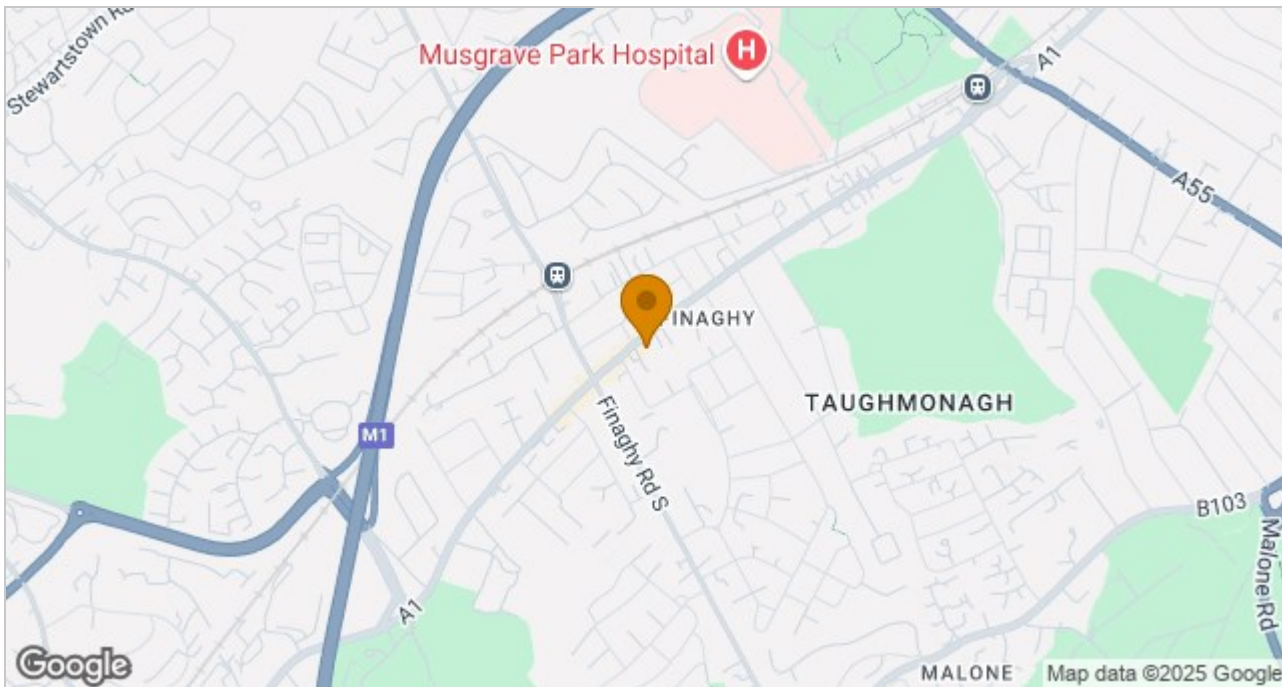 Stewartstown Rd
Musgrave Park Hospital
H
A1
A55
FINAGHY
TAUGHMONAGH
M1
Finaghy Rd S
B103
Malone Rd
A1
MALONE
Google
Map data ©2025 Google